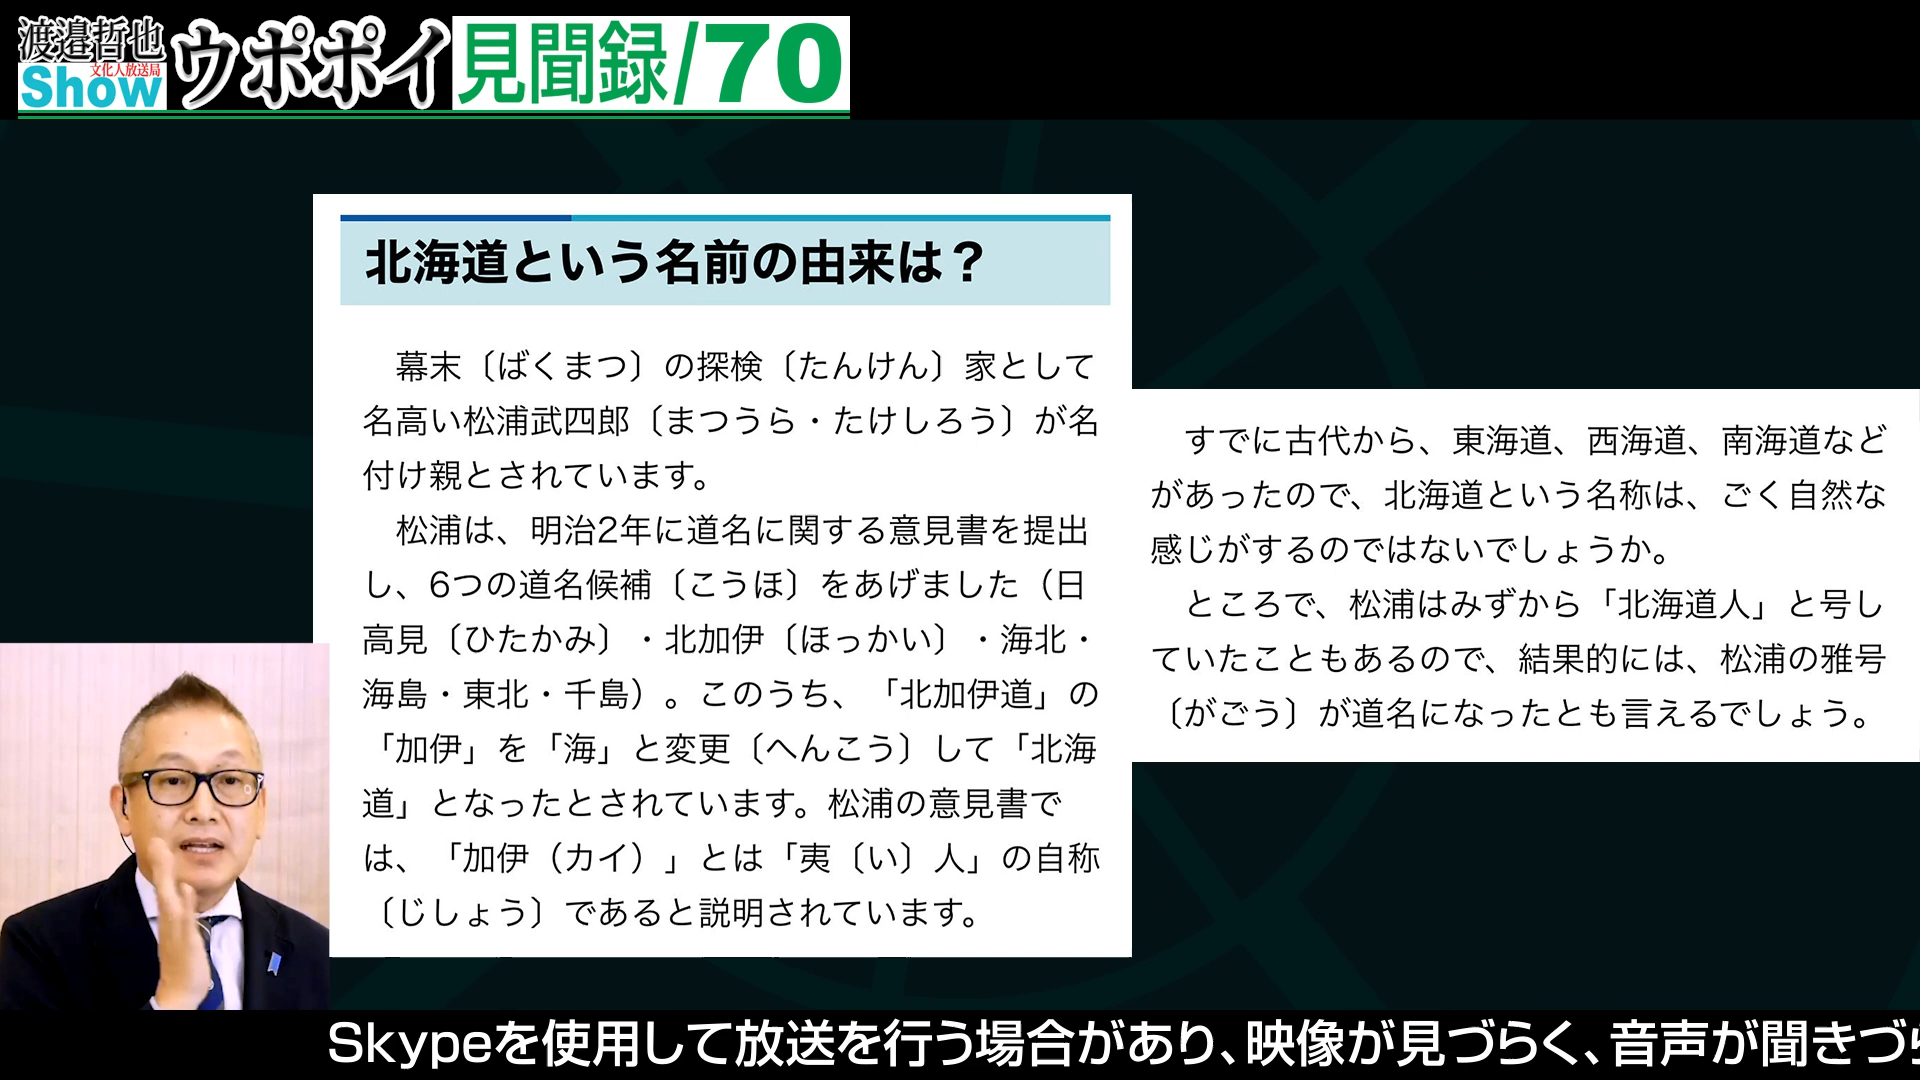 渡邉哲也
文化人放送局
Show
ウポポイ見聞録/70
北海道という名前の由来は？
幕末〔ばくまつ〕の探検〔たんけん〕家として
名高い松浦武四郎〔まつうら・たけしろう〕が名
付け親とされています。
松浦は、明治2年に道名に関する意見書を提出
し、6つの道名候補〔こうほ〕をあげました（日
高見〔ひたかみ〕・北加伊〔ほっかい〕・海北・
海島・東北・千島）。このうち、「北加伊道」の
「加伊」を「海」と変更〔へんこう〕して「北海
道」となったとされています。松浦の意見書で
は、「加伊（カイ）」とは「夷〔い〕人」の自称
〔じしょう〕であると説明されています。
すでに古代から、東海道、西海道、南海道など
があったので、北海道という名称は、ごく自然な
感じがするのではないでしょうか。
ところで、松浦はみずから「北海道人」と号し
ていたこともあるので、結果的には、松浦の雅号
〔がごう〕が道名になったとも言えるでしょう。
Skypeを使用して放送を行う場合があり、映像が見づらく、音声が聞きづら